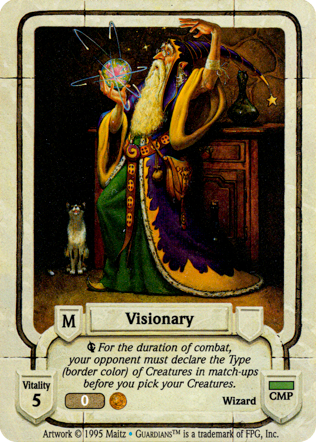 M Visionary
For the duration of combat,
your opponent must declare the Type
(border color) of Creatures in match-ups
before you pick your Creatures.
Vitality
5
0
Wizard
CMP
Artwork © 1995 Maitz • GUARDIANS™ is a trademark of FPG, Inc.